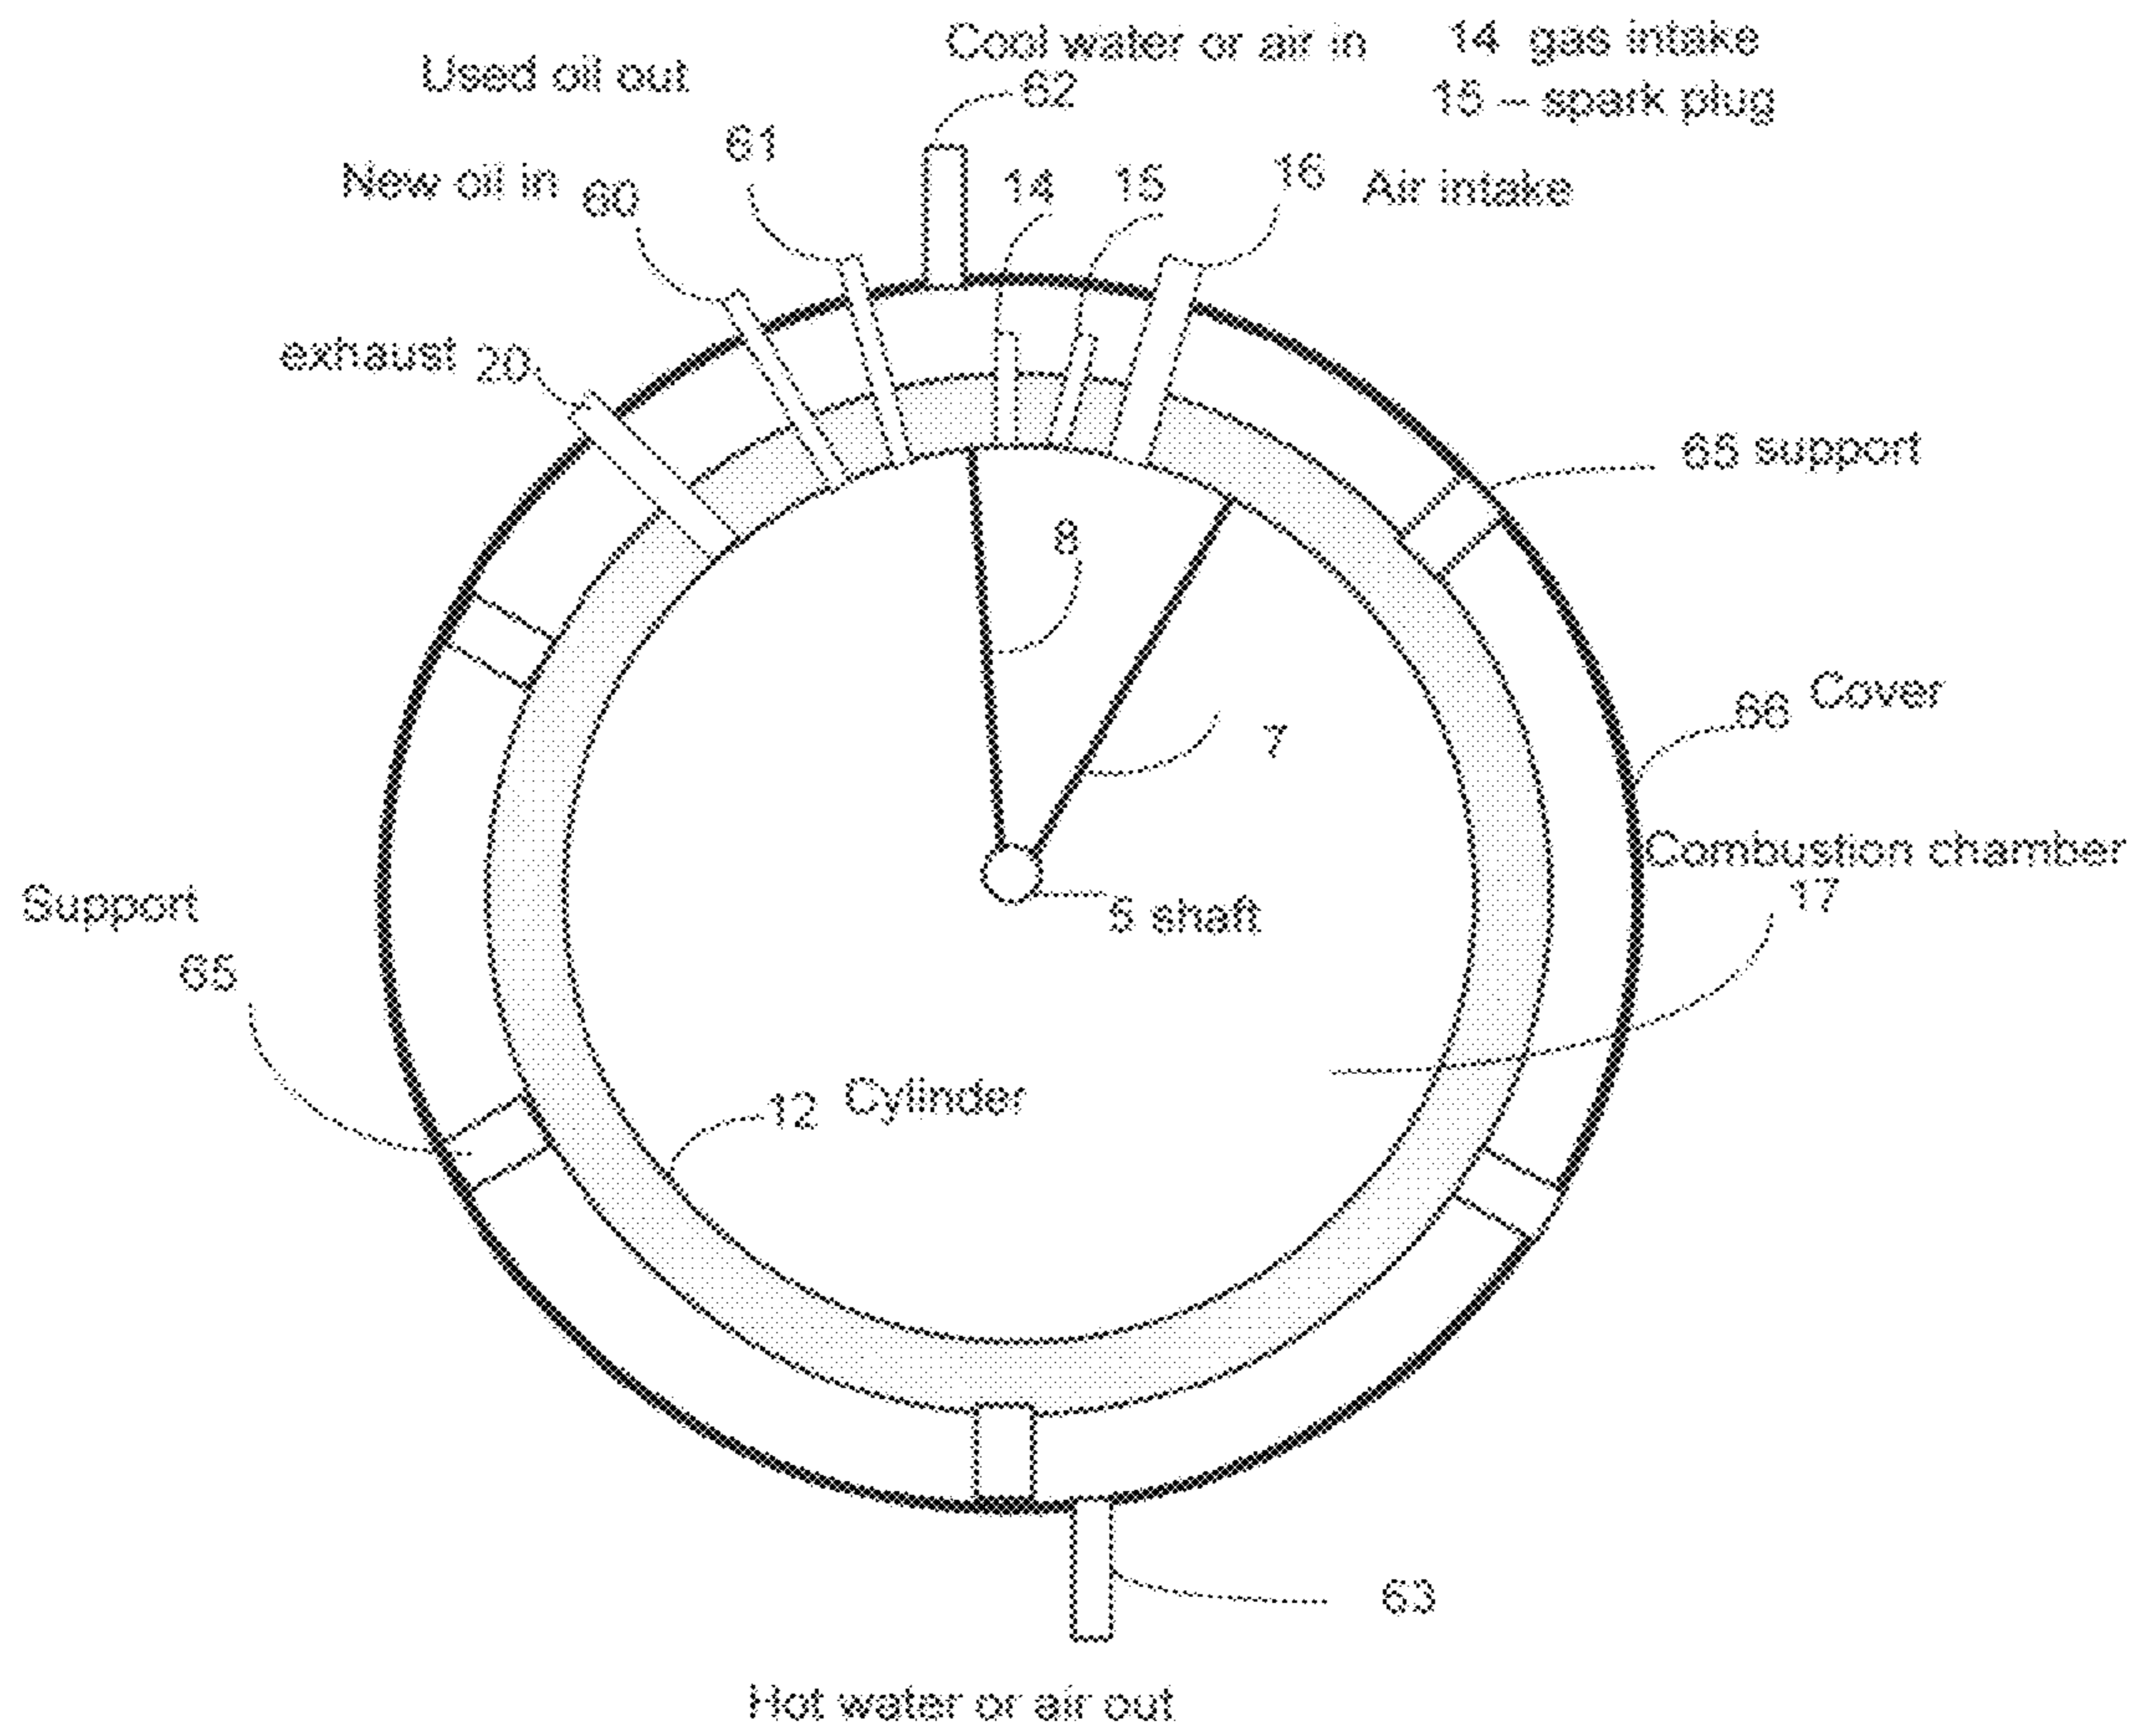 Cool water or air in
62
14 gas intake
15 – spark plug
Used oil out
61
New oil in 60
14
15
16 Air intake
exhaust 20
65 support
8
66 Cover
7
Combustion chamber
17
5 shaft
Support
65
12 Cylinder
63
Hot water or air out